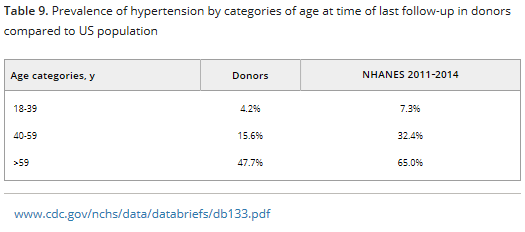 Table 9. Prevalence of hypertension by categories of age at time of last follow-up in donors
compared to US population
Age categories, y Donors NHANES 2011-2014
18-39 4.2% 7.3%
40-59 15.6% 32.4%
>59 47.7% 65.0%
www.cdc.gov/nchs/data/databriefs/db133.pdf